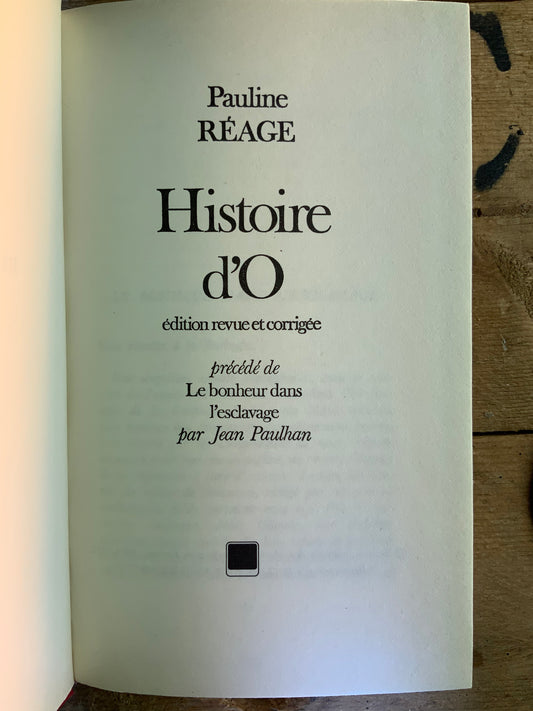 Pauline
RÉAGE
Histoire
d'O
édition revue et corrigée
précédé de
Le bonheur dans
l'esclavage
par Jean Paulhan